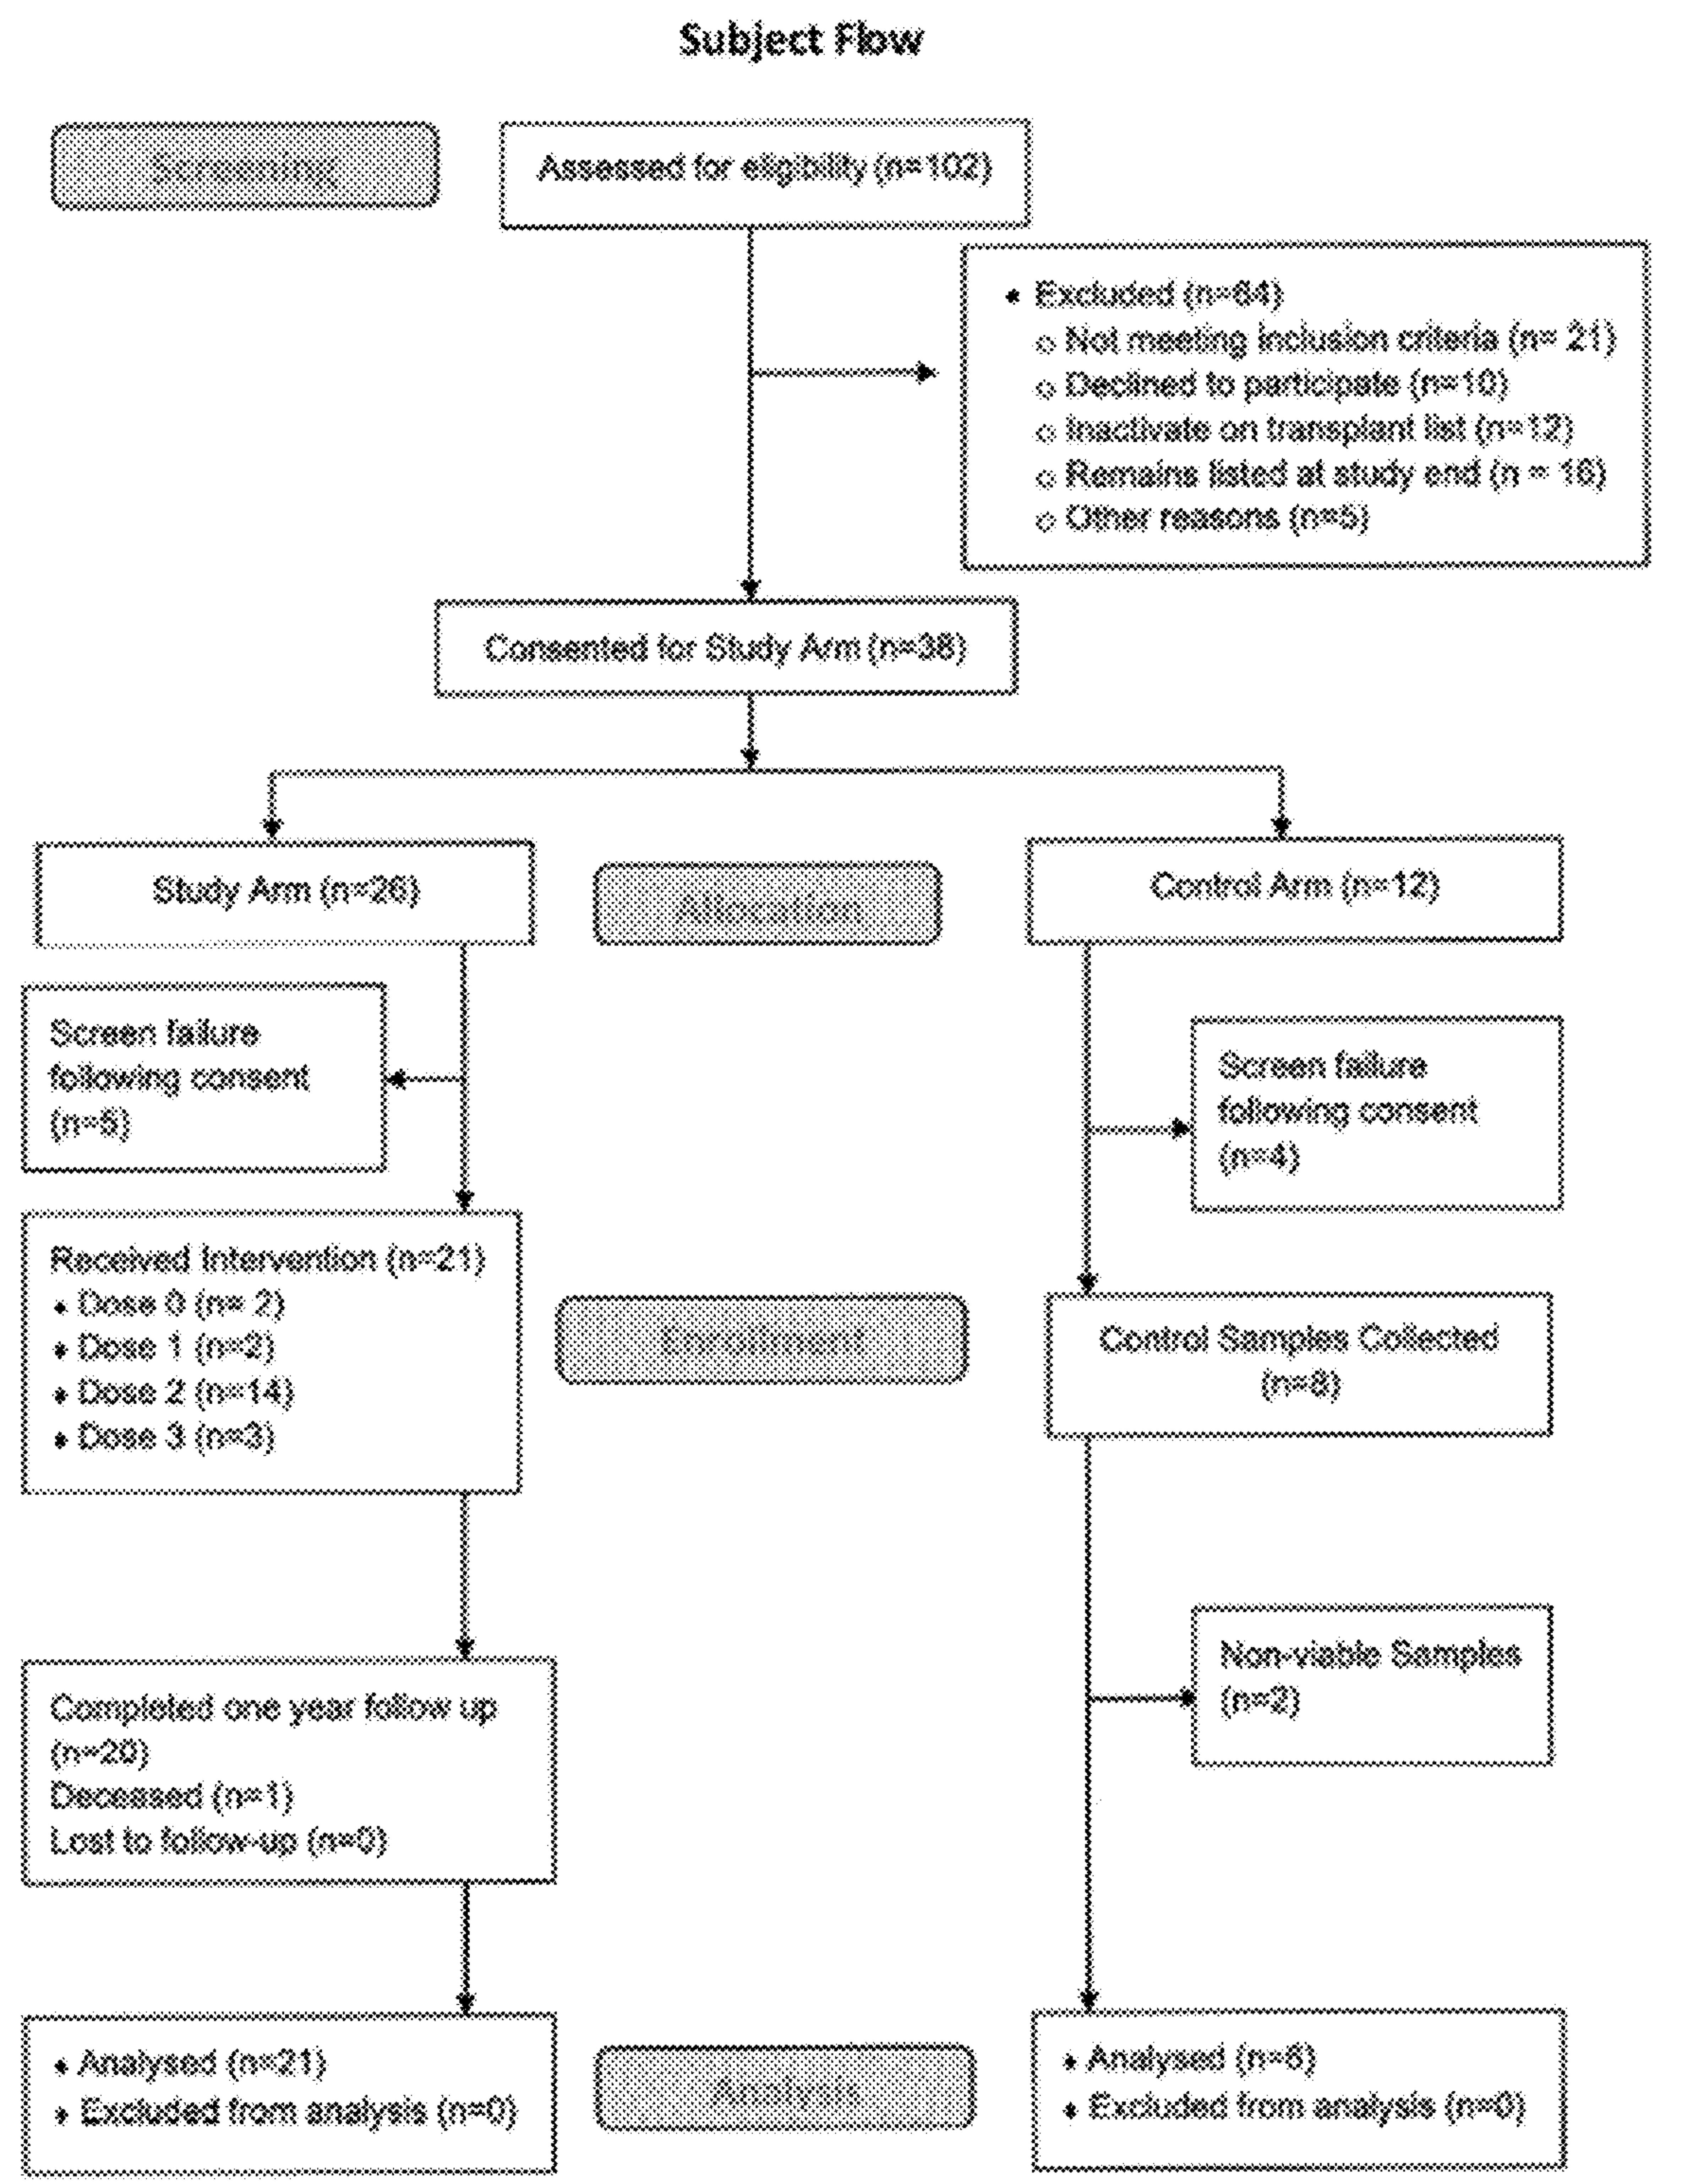 Subject Flow
Screening
Assessed for eligibility (n=102)
• Excluded (n=64)
○ Not meeting inclusion criteria (n= 21)
○ Declined to participate (n=10)
○ Inactivate on transplant list (n=12)
○ Remains listed at study end (n = 16)
○ Other reasons (n=5)
Consented for Study Arm (n=38)
Study Arm (n=26)
Allocation
Control Arm (n=12)
Screen failure
following consent
(n=5)
Screen failure
following consent
(n=4)
Received Intervention (n=21)
♦ Dose 0 (n= 2)
♦ Dose 1 (n=2)
♦ Dose 2 (n=14)
♦ Dose 3 (n=3)
Enrollment
Control Samples Collected
(n=8)
Non-viable Samples
(n=2)
Completed one year follow up
(n=20)
Deceased (n=1)
Lost to follow-up (n=0)
♦ Analysed (n=21)
♦ Excluded from analysis (n=0)
Analysis
♦ Analysed (n=6)
♦ Excluded from analysis (n=0)